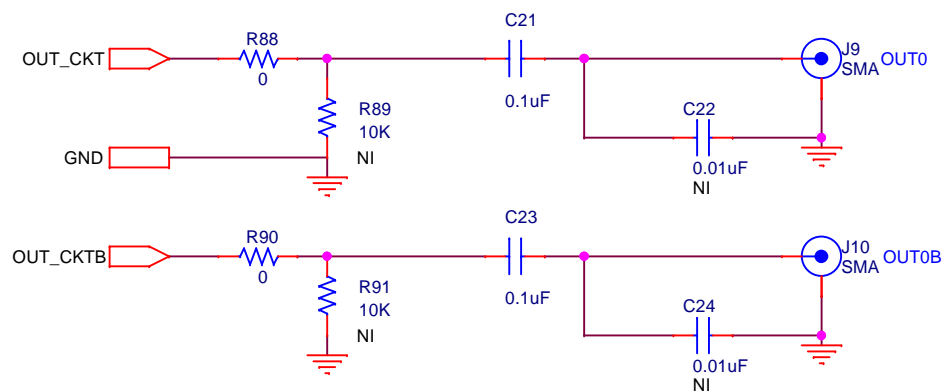 C21
R88
J9
OUT_CKT
OUT0
SMA
0
R89
0.1uF
C22
10K
GND
NI
0.01uF
NI
C23
R90
J10
OUT_CKTB
OUT0B
SMA
0
R91
0.1uF
C24
10K
NI
0.01uF
NI